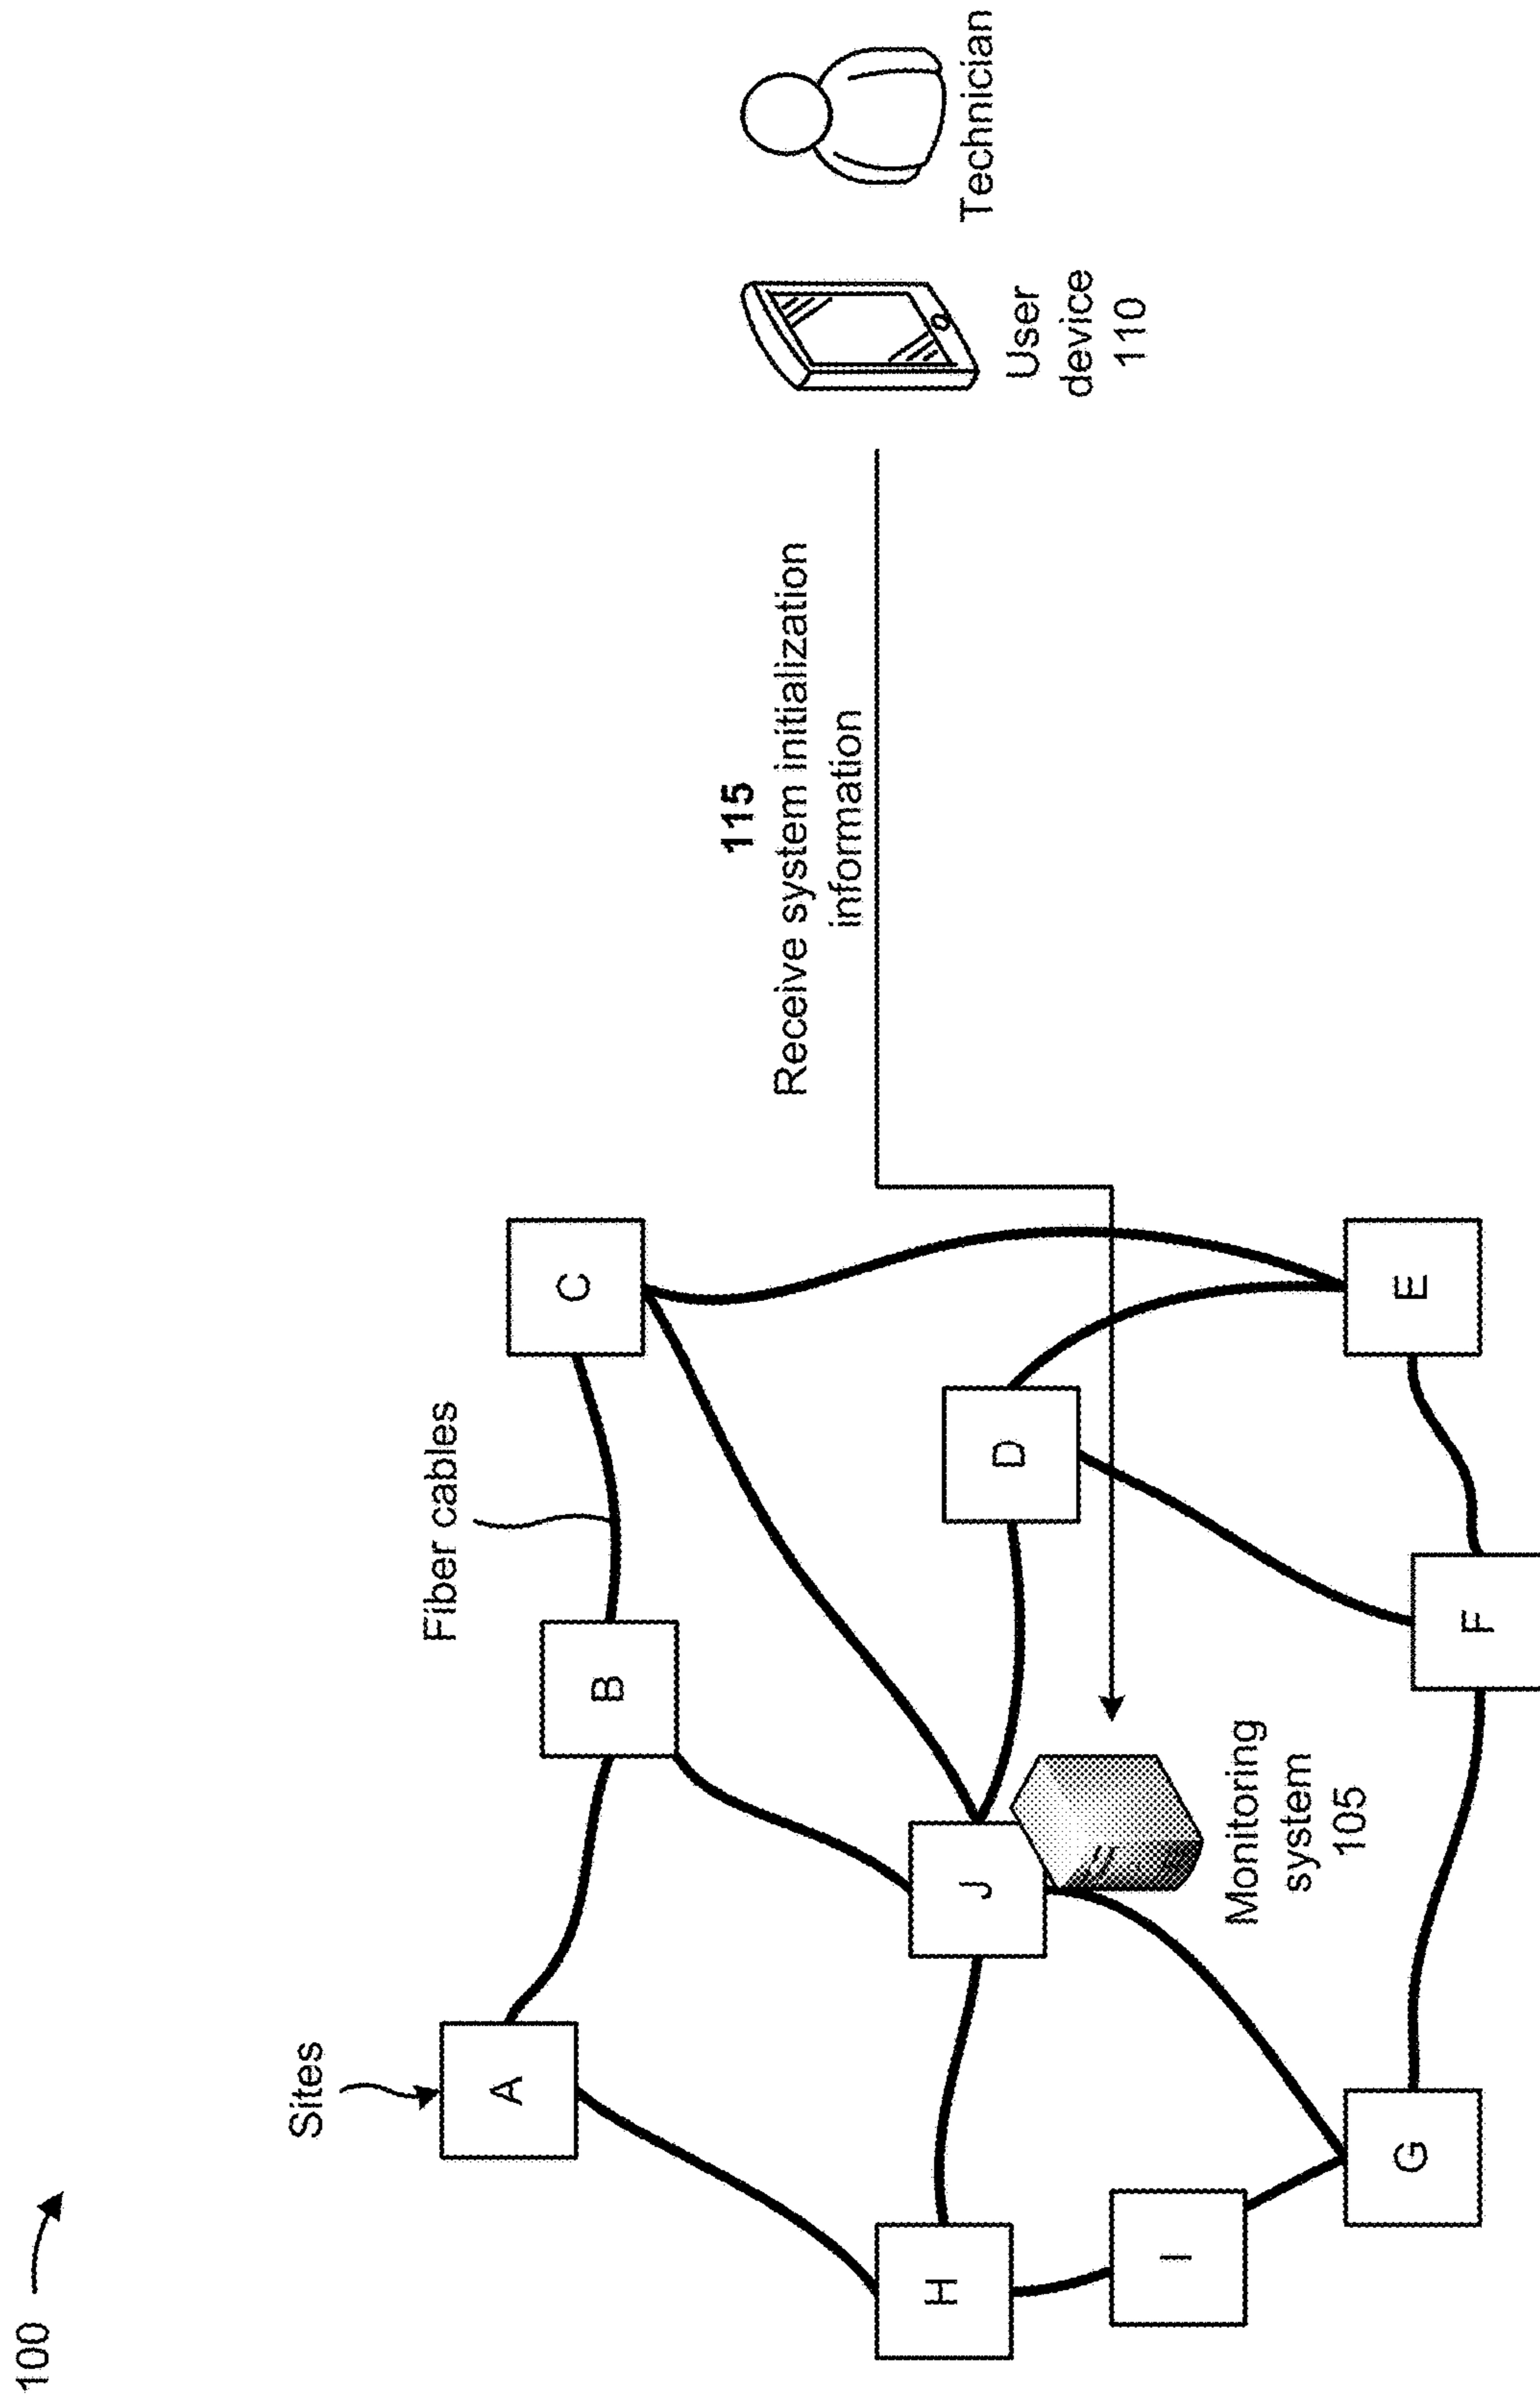 100
Sites
Fiber cables
A
B
C
115
Receive system initialization
information
H
J
D
I
Monitoring
system
105
User
device
110
Technician
G
F
E